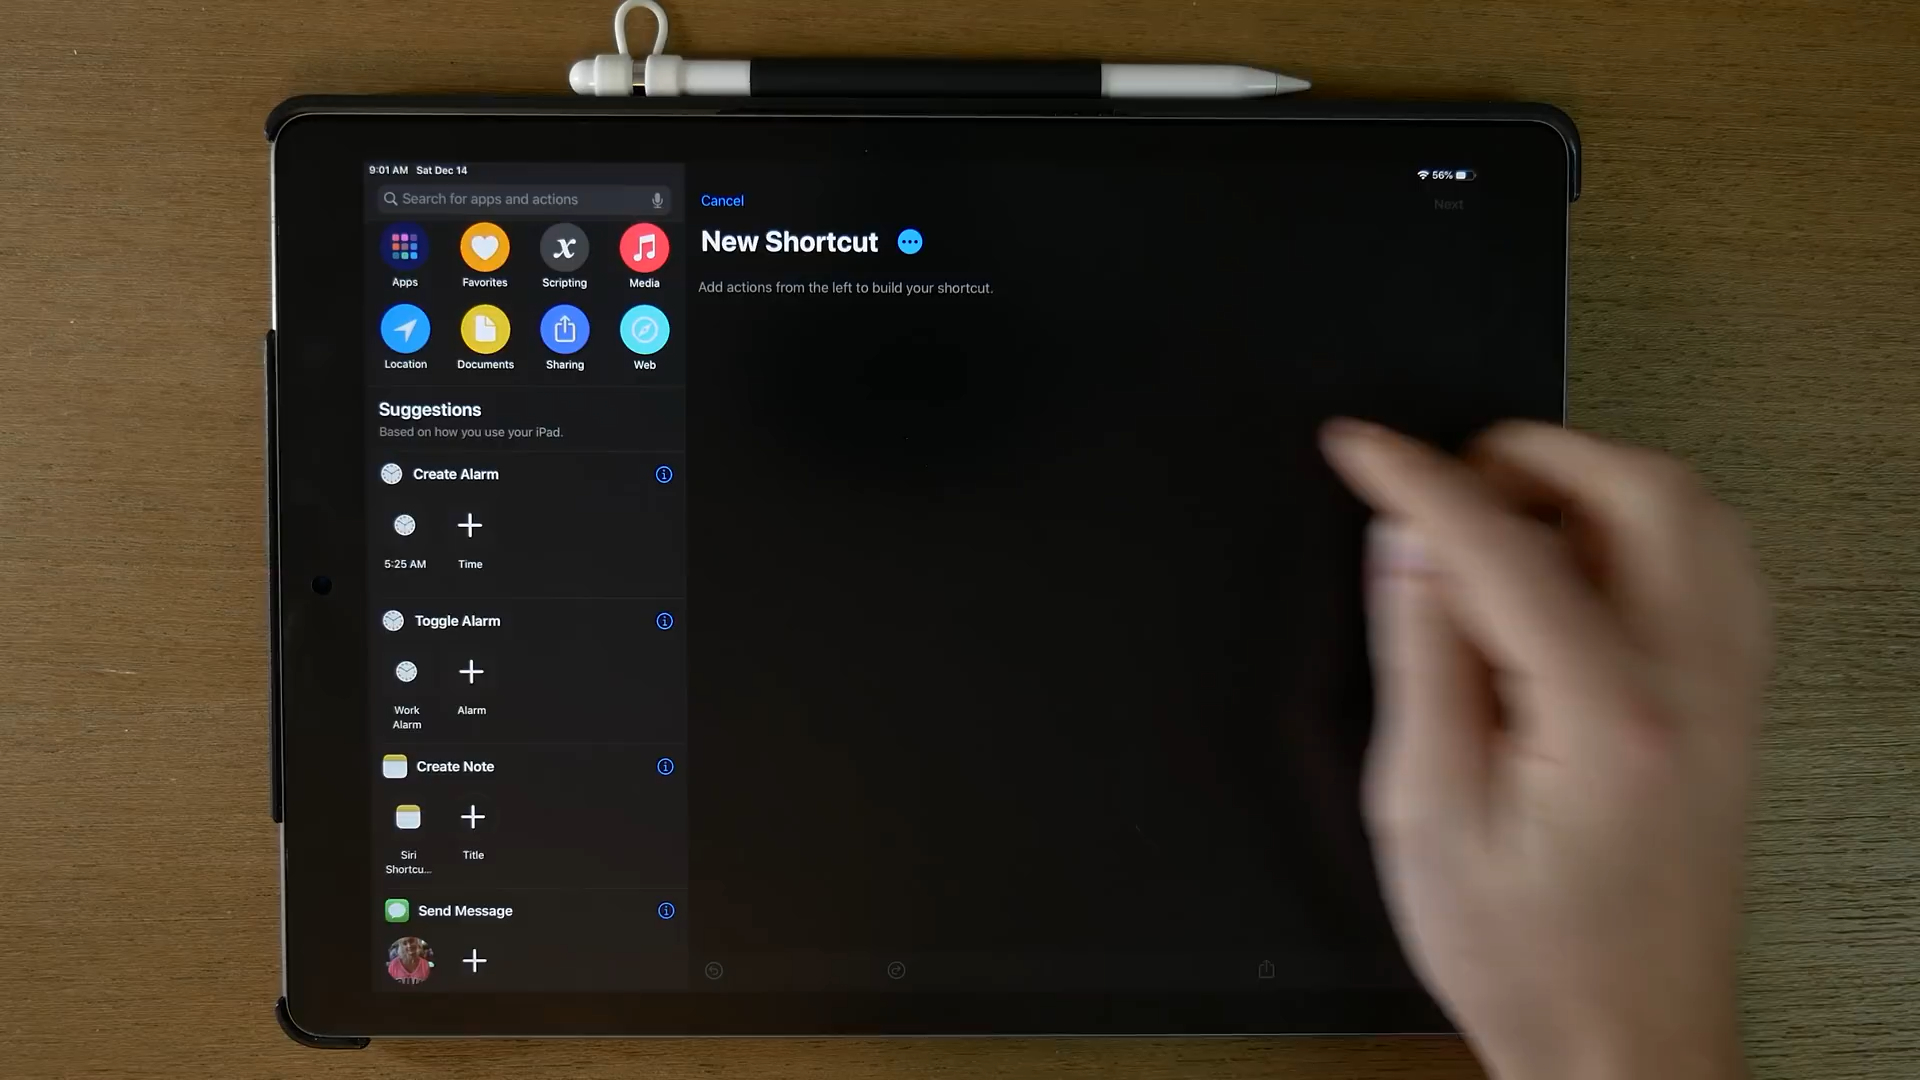 9:01 AM Sat Dec 14
56%
Search for apps and actions
Cancel
Next
New Shortcut
Add actions from the left to build your shortcut.
Apps
Favorites
Scripting
Media
Location
Documents
Sharing
Web
Suggestions
Based on how you use your iPad.
Create Alarm
5:25 AM
Time
Toggle Alarm
Work
Alarm
Alarm
Create Note
Siri
Shortcu...
Title
Send Message